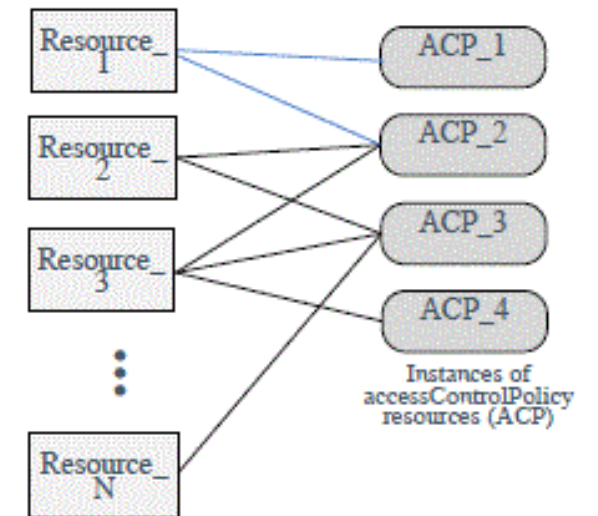 Resource_
1
ACP_1
Resource_
2
ACP_2
Resource_
3
ACP_3
ACP_4
Instances of
accessControlPolicy
resources (ACP)
Resource_
N